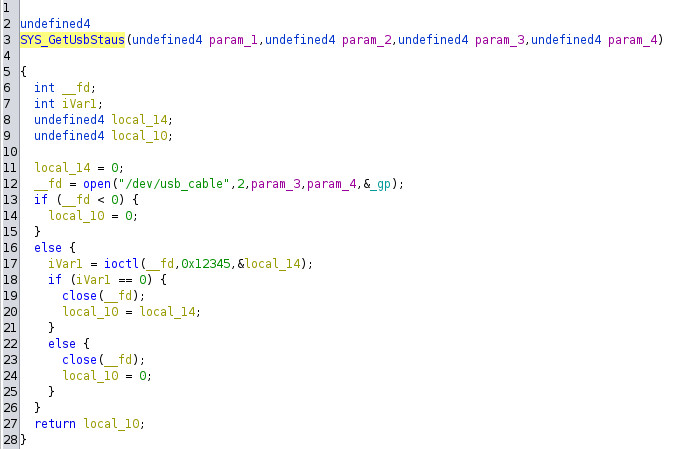 1
2 undefined4
3 SYS_GetUsbStaus(undefined4 param_1,undefined4 param_2,undefined4 param_3,undefined4 param_4)
4
5 {
6   int __fd;
7   int iVar1;
8   undefined4 local_14;
9   undefined4 local_10;
10
11   local_14 = 0;
12   __fd = open("/dev/usb_cable",2,param_3,param_4,&_gp);
13   if (__fd < 0) {
14     local_10 = 0;
15   }
16   else {
17     iVar1 = ioctl(__fd,0x12345,&local_14);
18     if (iVar1 == 0) {
19       close(__fd);
20       local_10 = local_14;
21     }
22     else {
23       close(__fd);
24       local_10 = 0;
25     }
26   }
27   return local_10;
28 }